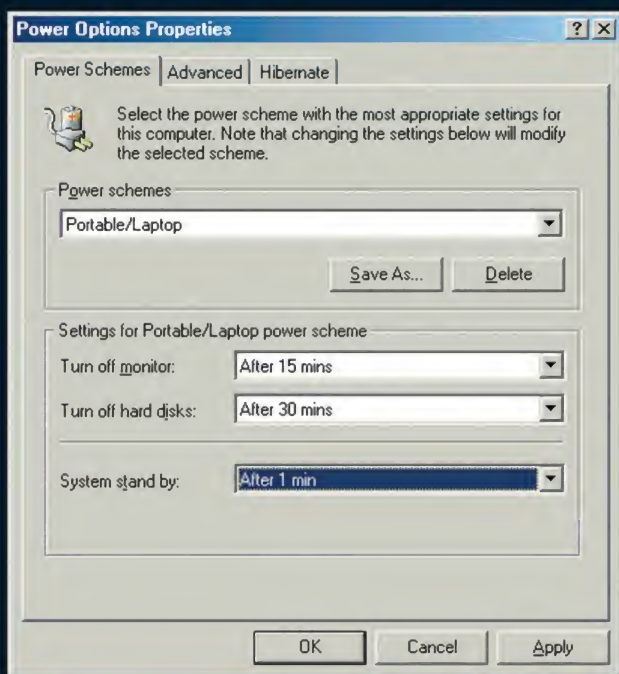 Power Options Properties
Power Schemes Advanced Hibernate
Select the power scheme with the most appropriate settings for
this computer. Note that changing the settings below will modify
the selected scheme.
Power schemes
Portable/Laptop
Save As... Delete
Settings for Portable/Laptop power scheme
Turn off monitor: After 15 mins
Turn off hard disks: After 30 mins
System stand by: After 1 min
OK Cancel Apply